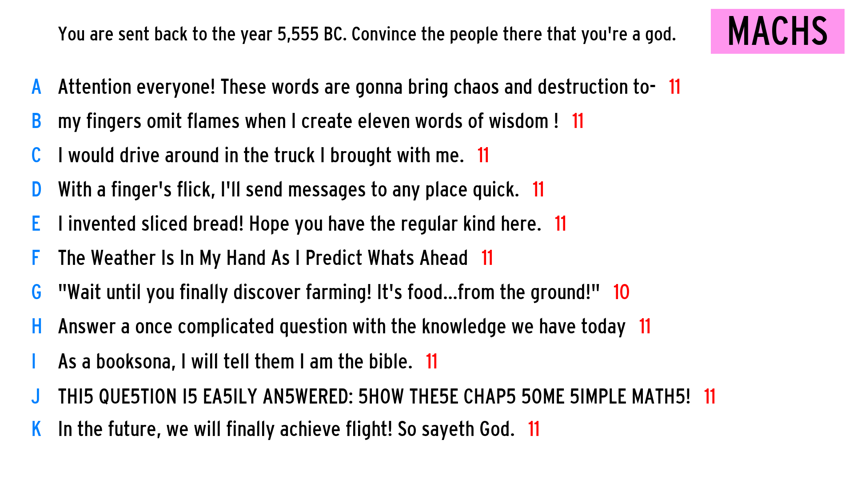 You are sent back to the year 5,555 BC. Convince the people there that you're a god.
MACHS
A Attention everyone! These words are gonna bring chaos and destruction to- 11
B my fingers omit flames when I create eleven words of wisdom ! 11
C I would drive around in the truck I brought with me. 11
D With a finger's flick, I'll send messages to any place quick. 11
E I invented sliced bread! Hope you have the regular kind here. 11
F The Weather Is In My Hand As I Predict Whats Ahead 11
G "Wait until you finally discover farming! It's food...from the ground!" 10
H Answer a once complicated question with the knowledge we have today 11
I As a booksona, I will tell them I am the bible. 11
J THI5 QUE5TION I5 EA5ILY AN5WERED: 5HOW THE5E CHAP5 5OME 5IMPLE MATH5! 11
K In the future, we will finally achieve flight! So sayeth God. 11